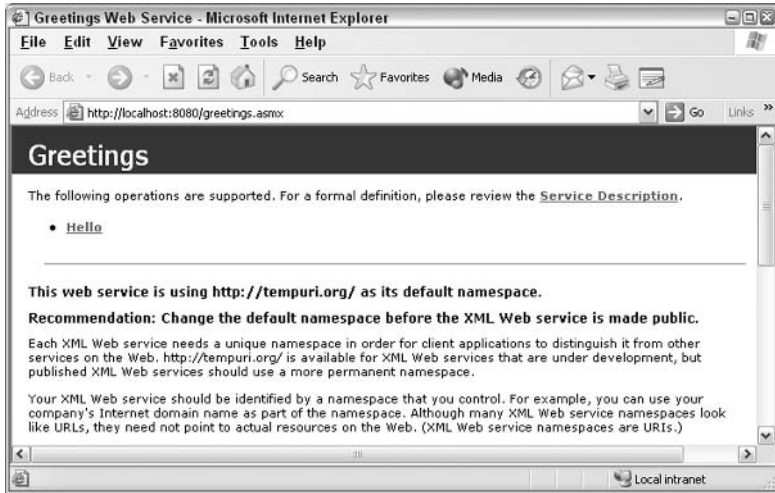 Greetings Web Service - Microsoft Internet Explorer
File Edit View Favorites Tools Help
Back Search Favorites Media
Address http://localhost:8080/greetings.asmx Go Links »
Greetings
The following operations are supported. For a formal definition, please review the Service Description.
• Hello
This web service is using http://tempuri.org/ as its default namespace.
Recommendation: Change the default namespace before the XML Web service is made public.
Each XML Web service needs a unique namespace in order for client applications to distinguish it from other
services on the Web. http://tempuri.org/ is available for XML Web services that are under development, but
published XML Web services should use a more permanent namespace.
Your XML Web service should be identified by a namespace that you control. For example, you can use your
company's Internet domain name as part of the namespace. Although many XML Web service namespaces look
like URLs, they need not point to actual resources on the Web. (XML Web service namespaces are URIs.)
Local intranet